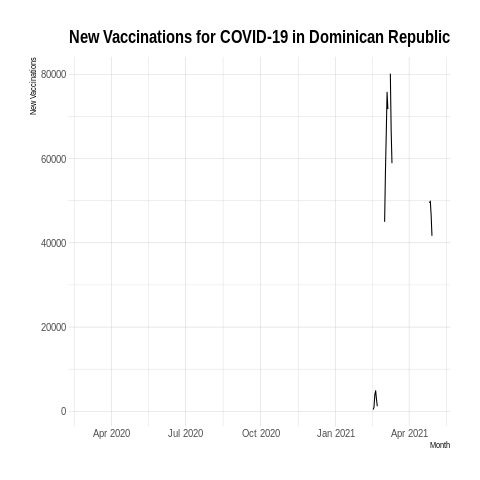 New Vaccinations for COVID-19 in Dominican Republic
New Vaccinations
80000
60000
40000
20000
0
Apr 2020 Jul 2020 Oct 2020 Jan 2021 Apr 2021
Month